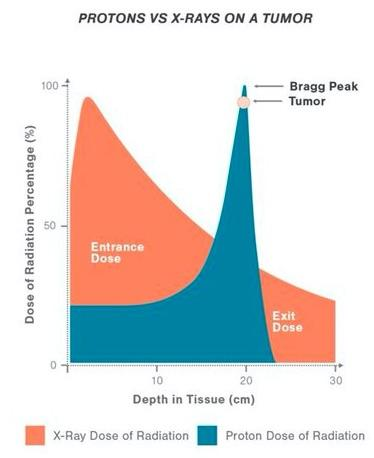 PROTONS VS X-RAYS ON A TUMOR
100
Bragg Peak
Tumor
Dose of Radiation Percentage (%)
50
Entrance
Dose
Exit
Dose
0
10
20
30
Depth in Tissue (cm)
X-Ray Dose of Radiation
Proton Dose of Radiation